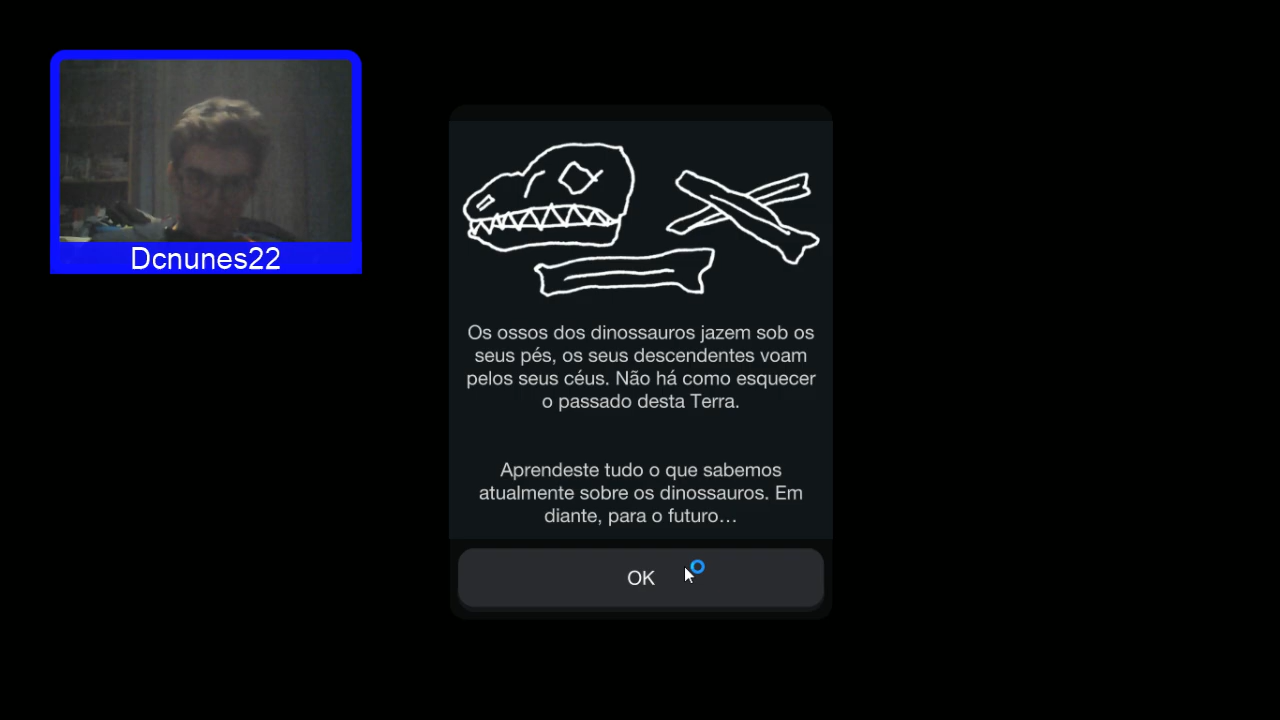 Dcnunes22
Os ossos dos dinossauros jazem sob os
seus pés, os seus descendentes voam
pelos seus céus. Não há como esquecer
o passado desta Terra.
Aprendeste tudo o que sabemos
atualmente sobre os dinossauros. Em
diante, para o futuro…
OK